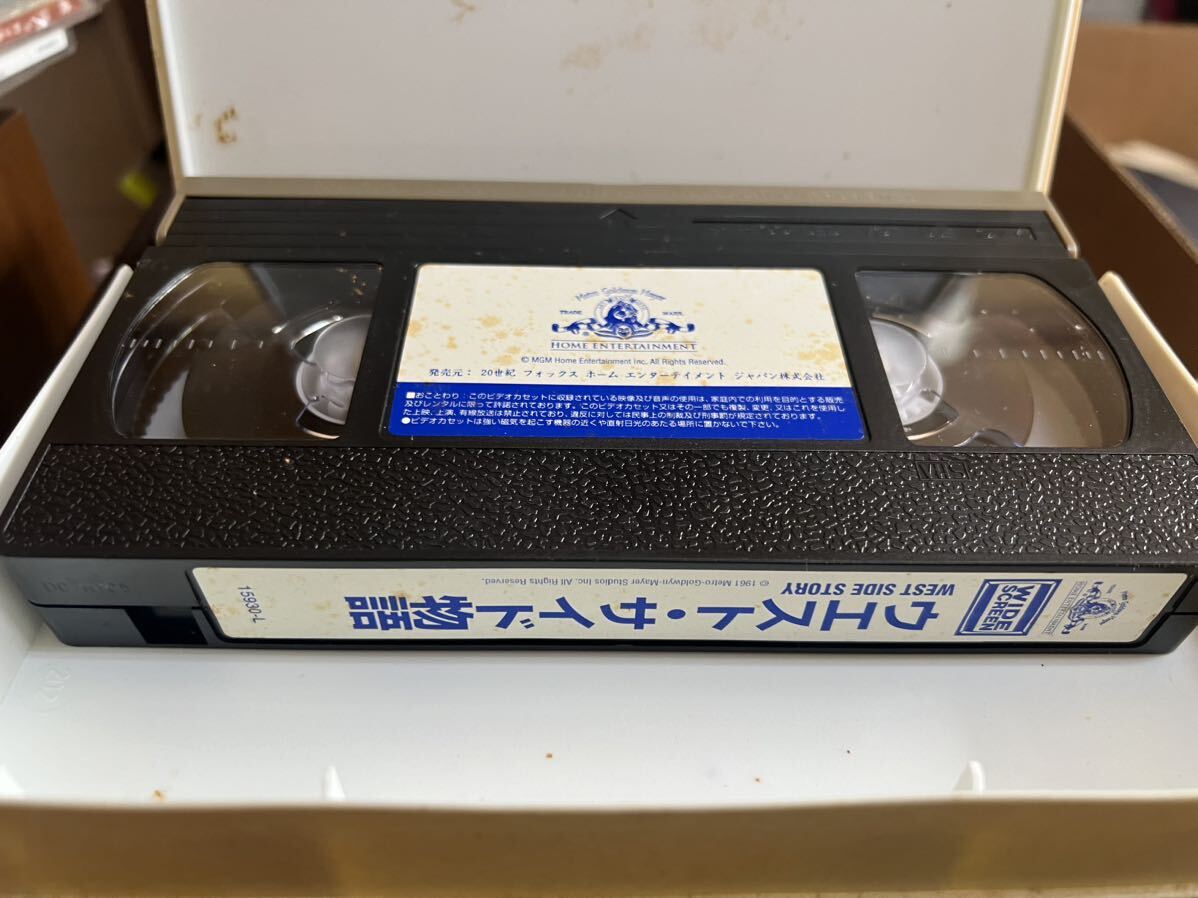 Metro Goldwyn Mayer
TRADE MARK
HOME ENTERTAINMENT
© MGM Home Entertainment Inc. All Rights Reserved.
発売元： 20世紀 フォックス ホーム エンターテイメント ジャパン株式会社
■おことわり：このビデオカセットに収録されている映像及び音声の使用は、家庭内での利用を目的とする販売
及びレンタルに限って許諾されております。このビデオカセット又はその一部でも複製、変更、又はこれを使用し
た上映、上演、有線放送は禁止されており、違反に対しては民事上の制裁及び刑事罰が規定されております。
●ビデオカセットは強い磁気を起こす機器の近くや直射日光のあたる場所に置かないで下さい。
VHS
WIDE
SCREEN
ウエスト・サイド物語
WEST SIDE STORY
© 1961 Metro-Goldwyn-Mayer Studios Inc. All Rights Reserved.
15930-L